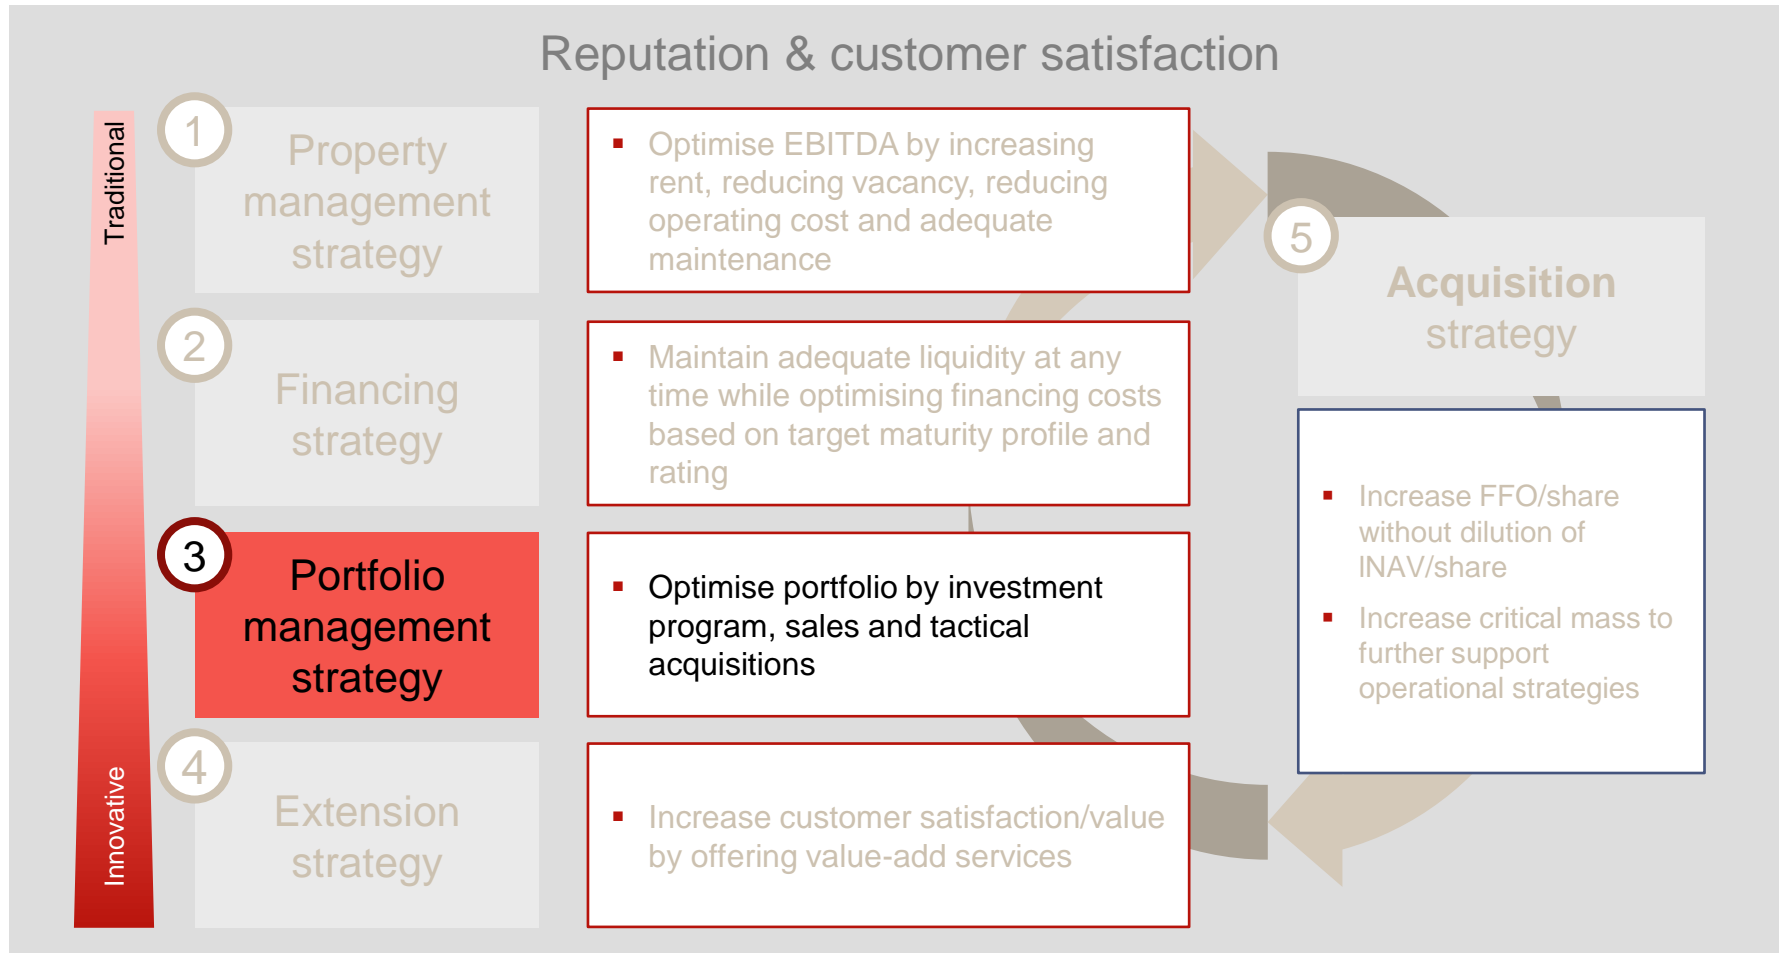 Reputation & customer satisfaction
Traditional
Innovative
1
Property
management
strategy
▪ Optimise EBITDA by increasing
rent, reducing vacancy, reducing
operating cost and adequate
maintenance
2
Financing
strategy
▪ Maintain adequate liquidity at any
time while optimising financing costs
based on target maturity profile and
rating
3
Portfolio
management
strategy
▪ Optimise portfolio by investment
program, sales and tactical
acquisitions
4
Extension
strategy
▪ Increase customer satisfaction/value
by offering value-add services
5
Acquisition
strategy
▪ Increase FFO/share
without dilution of
INAV/share
▪ Increase critical mass to
further support
operational strategies